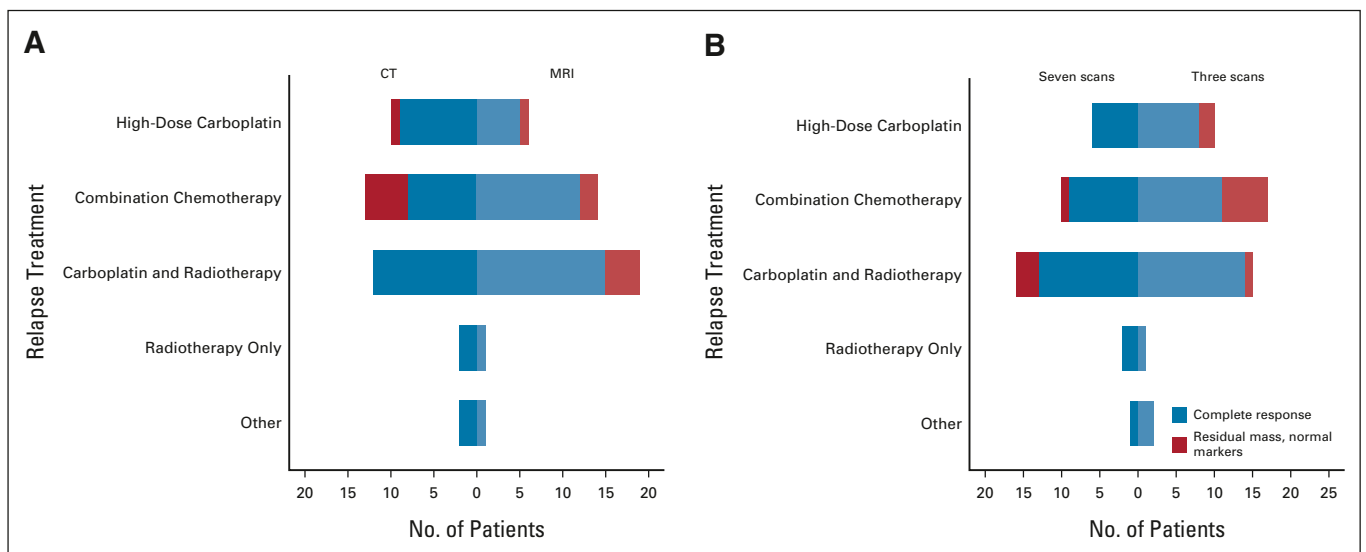 A
CT
MRI
Relapse Treatment
High-Dose Carboplatin
Combination Chemotherapy
Carboplatin and Radiotherapy
Radiotherapy Only
Other
20 15 10 5 0 5 10 15 20
No. of Patients
B
Seven scans
Three scans
Relapse Treatment
High-Dose Carboplatin
Combination Chemotherapy
Carboplatin and Radiotherapy
Radiotherapy Only
Other
Complete response
Residual mass, normal
markers
20 15 10 5 0 5 10 15 20 25
No. of Patients